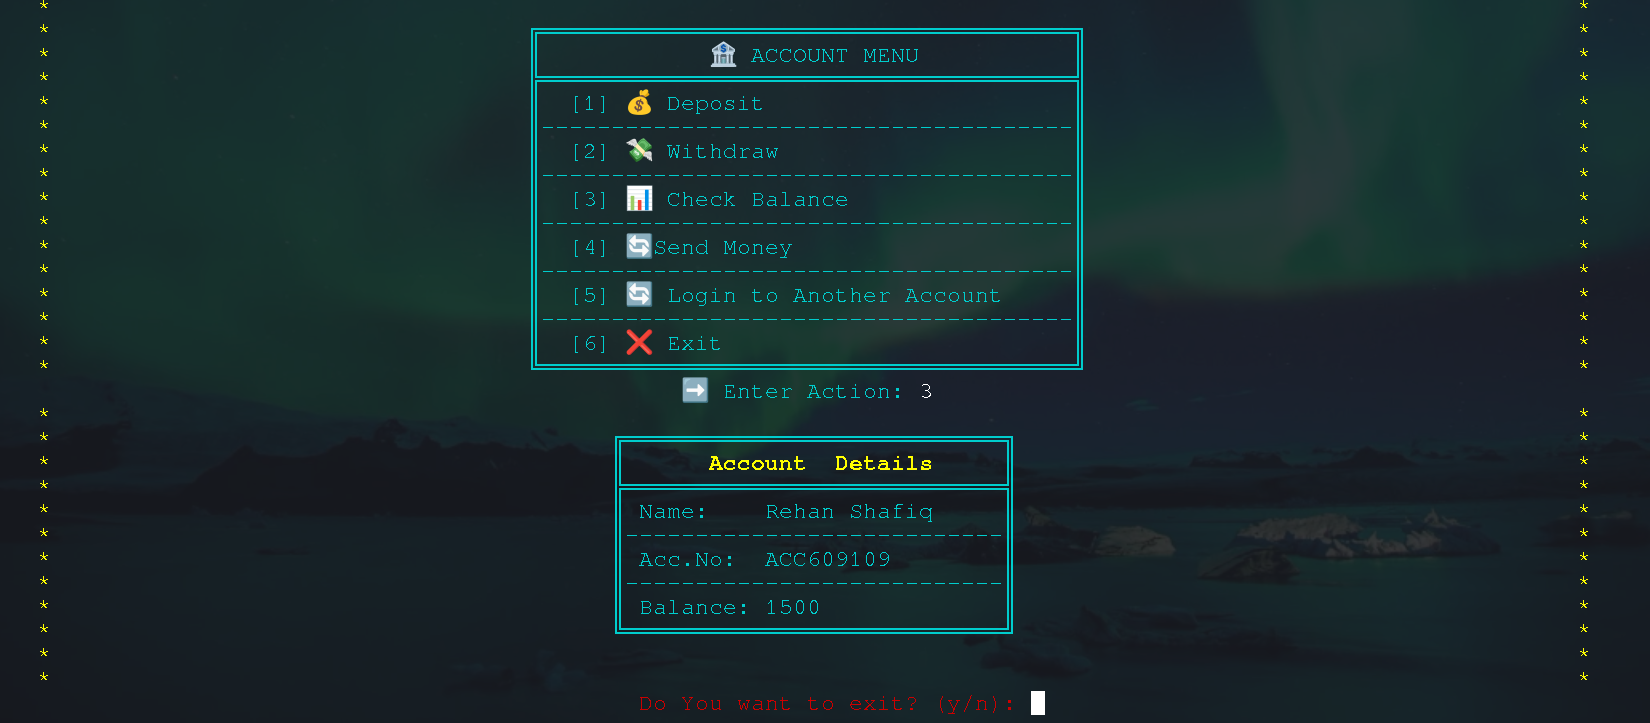 ACCOUNT MENU
[1] 💰 Deposit
[2] 💸 Withdraw
[3] 📊 Check Balance
[4] 🔄Send Money
[5] 🔄 Login to Another Account
[6] ❌ Exit
➡️ Enter Action: 3
Account  Details
Name:    Rehan Shafiq
Acc.No:  ACC609109
Balance: 1500
Do You want to exit? (y/n):